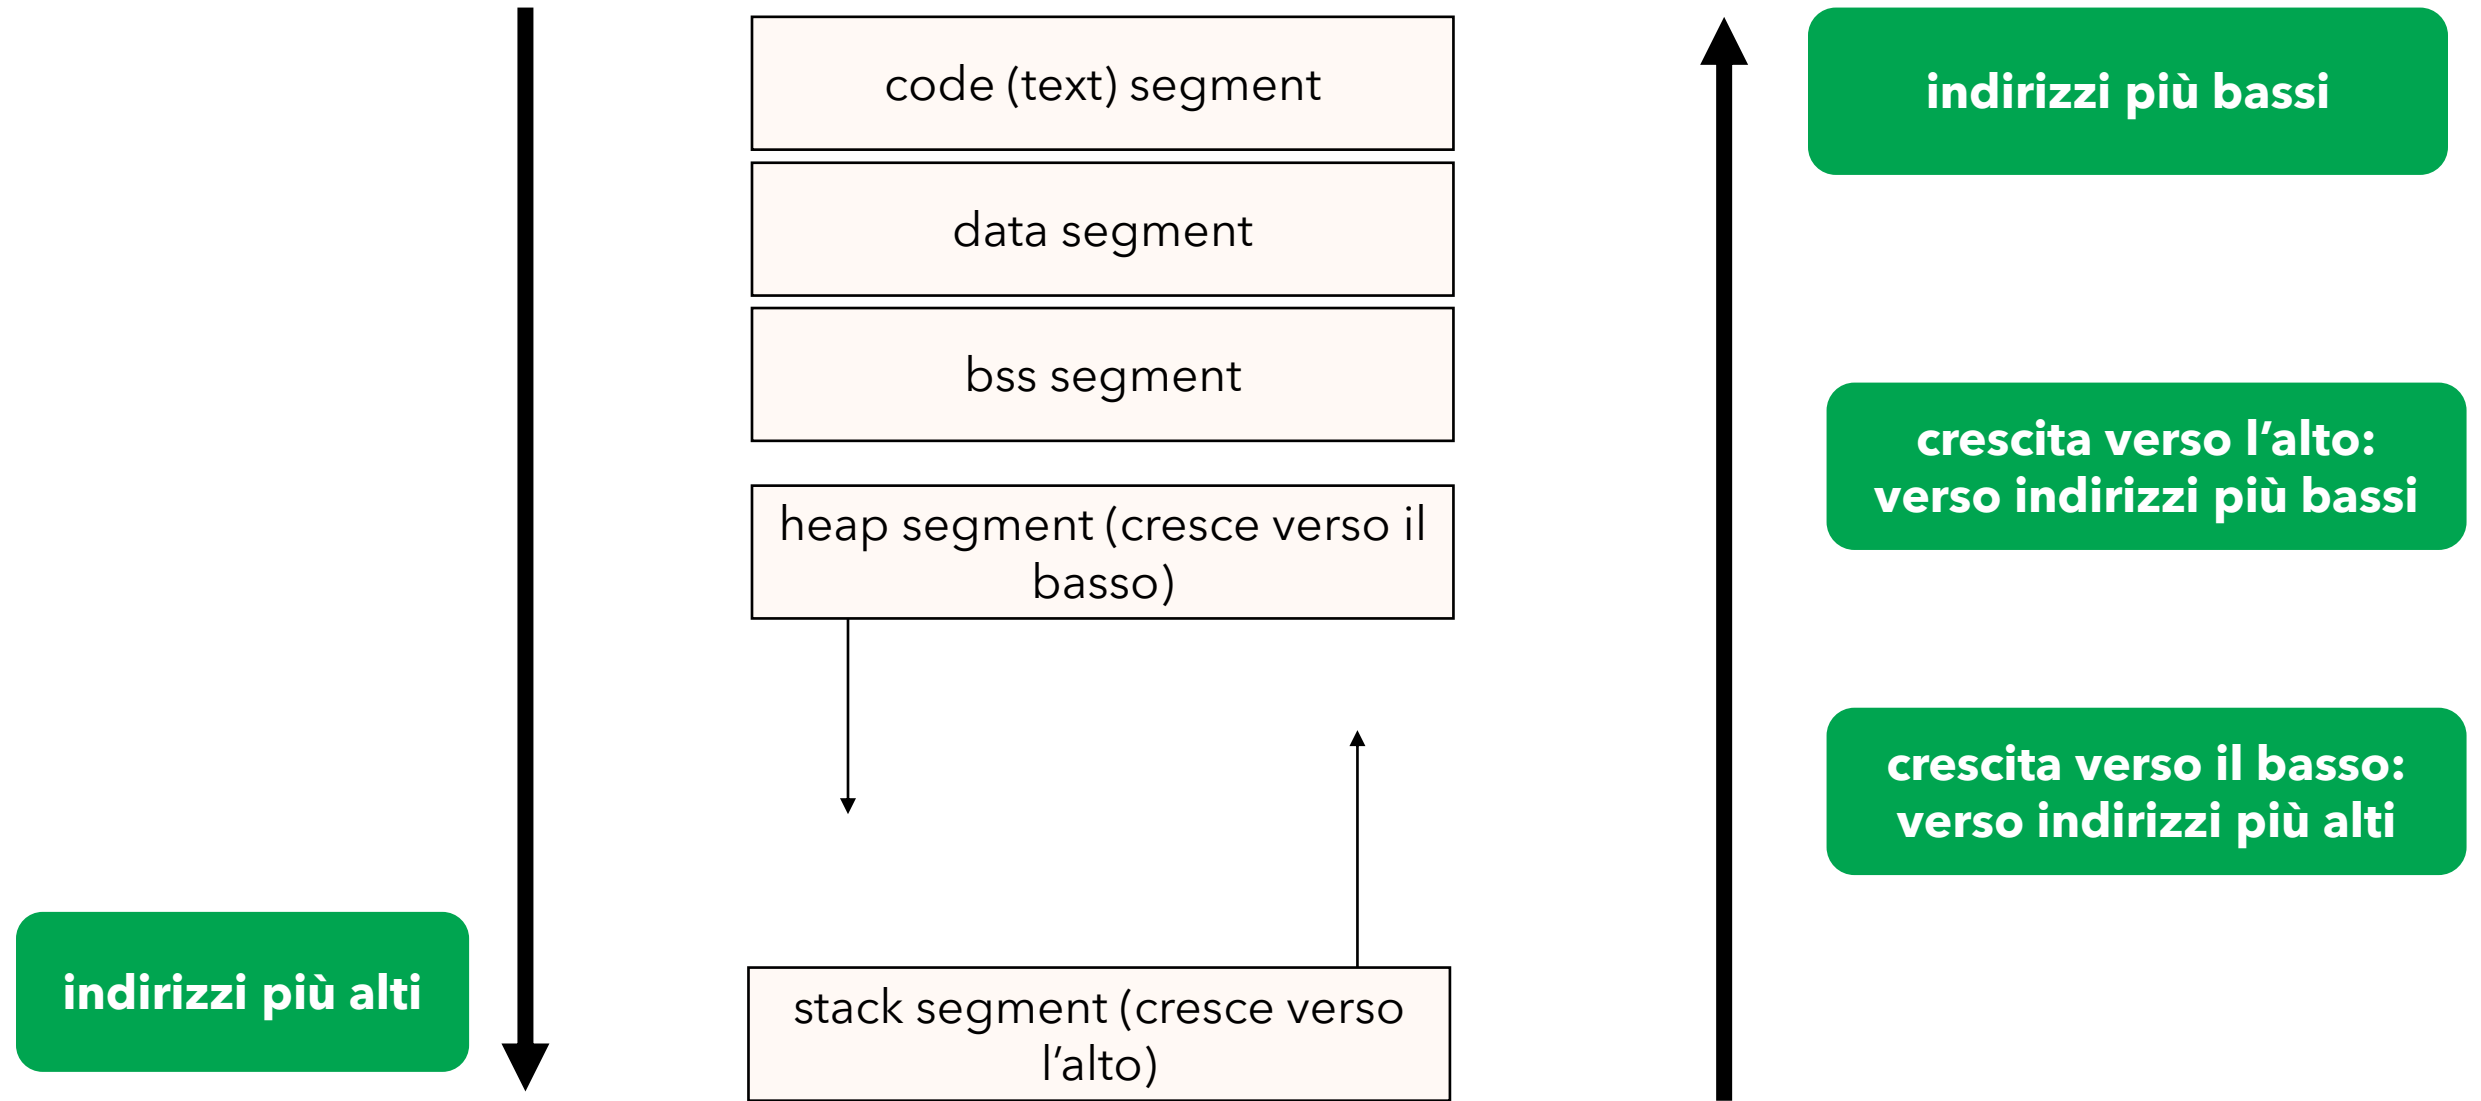 code (text) segment
indirizzi più bassi
data segment
bss segment
crescita verso l’alto:
verso indirizzi più bassi
heap segment (cresce verso il
basso)
crescita verso il basso:
verso indirizzi più alti
indirizzi più alti
stack segment (cresce verso
l’alto)